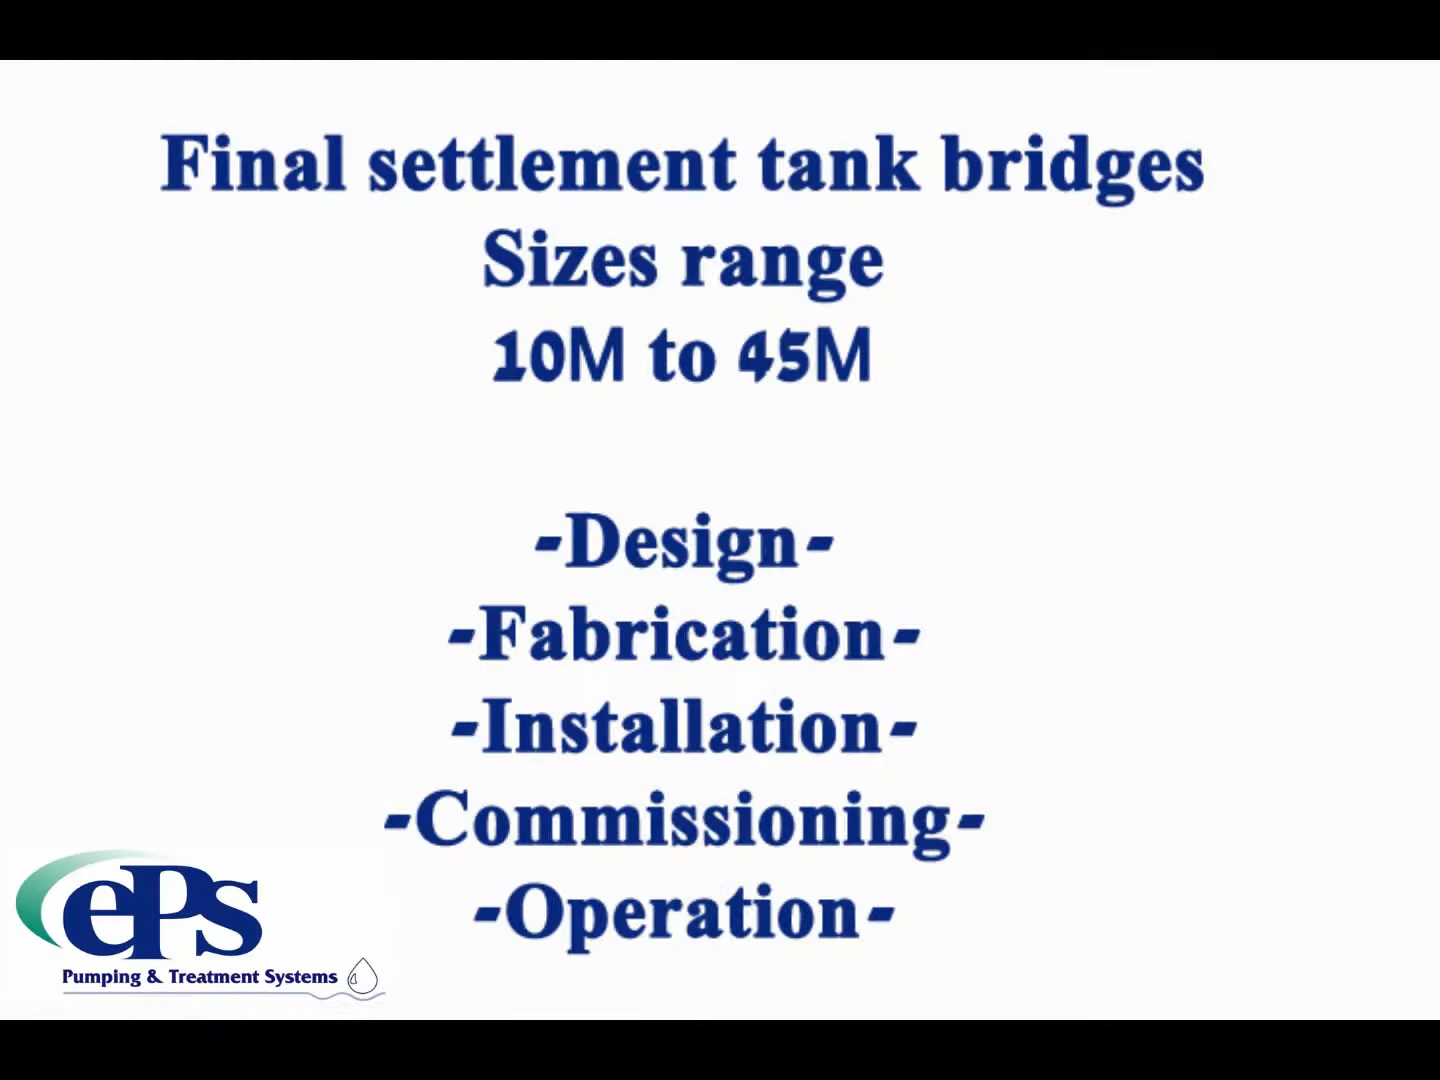 Final settlement tank bridges
Sizes range
10M to 45M
-Design-
-Fabrication-
-Installation-
-Commissioning-
-Operation-
ePs
Pumping & Treatment Systems